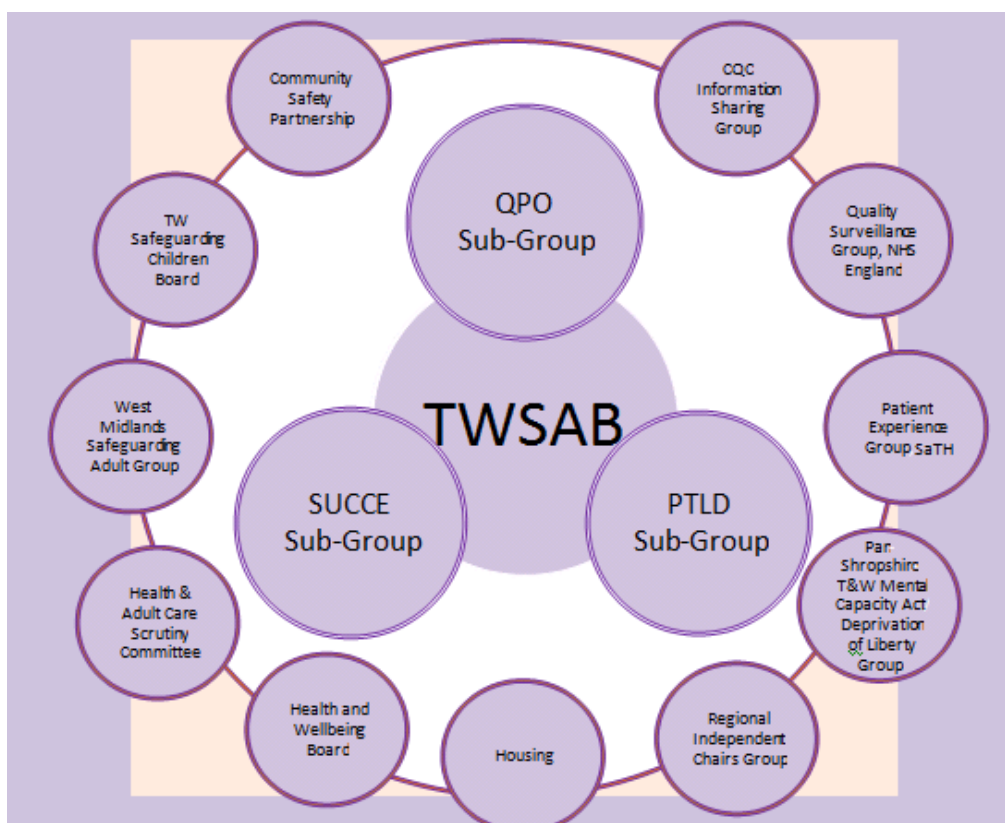 Community
Safety
Partnership
CQC
Information
Sharing
Group
QPO
Sub-Group
TW
Safeguarding
Children
Board
Quality
Surveillance
Group, NHS
England
TWSAB
West
Midlands
Safeguarding
Adult Group
Patient
Experience
Group SaTH
SUCCE
Sub-Group
PTLD
Sub-Group
Health &
Adult Care
Scrutiny
Committee
Pan
Shropshire
T&W Mental
Capacity Act
Deprivation
of Liberty
Group
Health and
Wellbeing
Board
Housing
Regional
Independent
Chairs Group